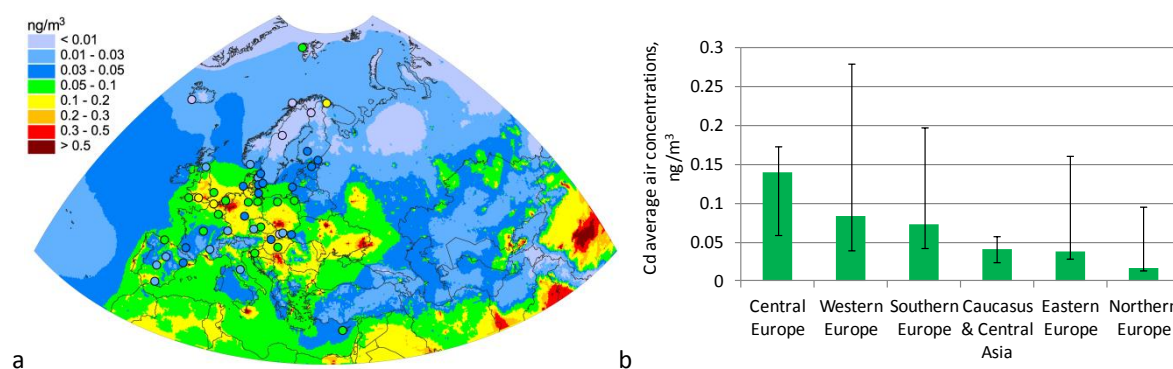 ng/m³
< 0.01
0.01 - 0.03
0.03 - 0.05
0.05 - 0.1
0.1 - 0.2
0.2 - 0.3
0.3 - 0.5
> 0.5
a
Cd average air concentrations,
ng/m³
0.3
0.25
0.2
0.15
0.1
0.05
0
Central
Europe
Western
Europe
Southern
Europe
Caucasus
& Central
Asia
Eastern
Europe
Northern
Europe
b